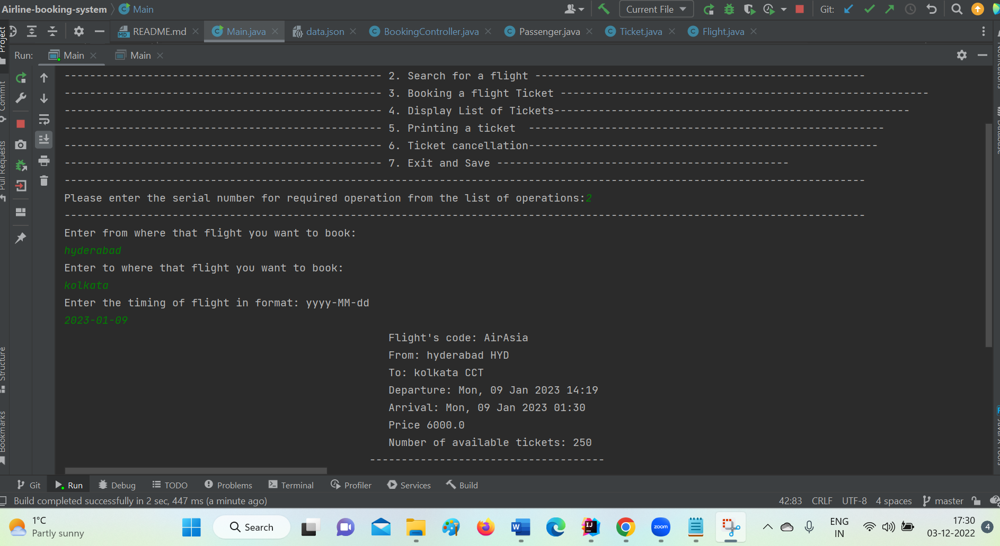 Airline-booking-system Main Current File Git:
README.md Main.java data.json BookingController.java Passenger.java Ticket.java Flight.java
Run: Main Main
-------------------------------------------------- 2. Search for a flight ----------------------------------------------------
-------------------------------------------------- 3. Booking a flight Ticket ----------------------------------------------------------
-------------------------------------------------- 4. Display List of Tickets--------------------------------------------------------
-------------------------------------------------- 5. Printing a ticket  --------------------------------------------------------
-------------------------------------------------- 6. Ticket cancellation-------------------------------------------------------
-------------------------------------------------- 7. Exit and Save ----------------------------------------------
------------------------------------------------------------------------------------------------------------------------------
Please enter the serial number for required operation from the list of operations:2
------------------------------------------------------------------------------------------------------------------------------
Enter from where that flight you want to book:
hyderabad
Enter to where that flight you want to book:
kolkata
Enter the timing of flight in format: yyyy-MM-dd
2023-01-09
Flight's code: AirAsia
From: hyderabad HYD
To: kolkata CCT
Departure: Mon, 09 Jan 2023 14:19
Arrival: Mon, 09 Jan 2023 01:30
Price 6000.0
Number of available tickets: 250
-------------------------------------
Project
Commit
Pull Requests
Structure
Bookmarks
Notifications
Database
Git Run Debug TODO Problems Terminal Profiler Services Build
Build completed successfully in 2 sec, 447 ms (a minute ago) 42:83 CRLF UTF-8 4 spaces master
1°C
Partly sunny
Search
zoom
ENG
IN
17:30
03-12-2022
4